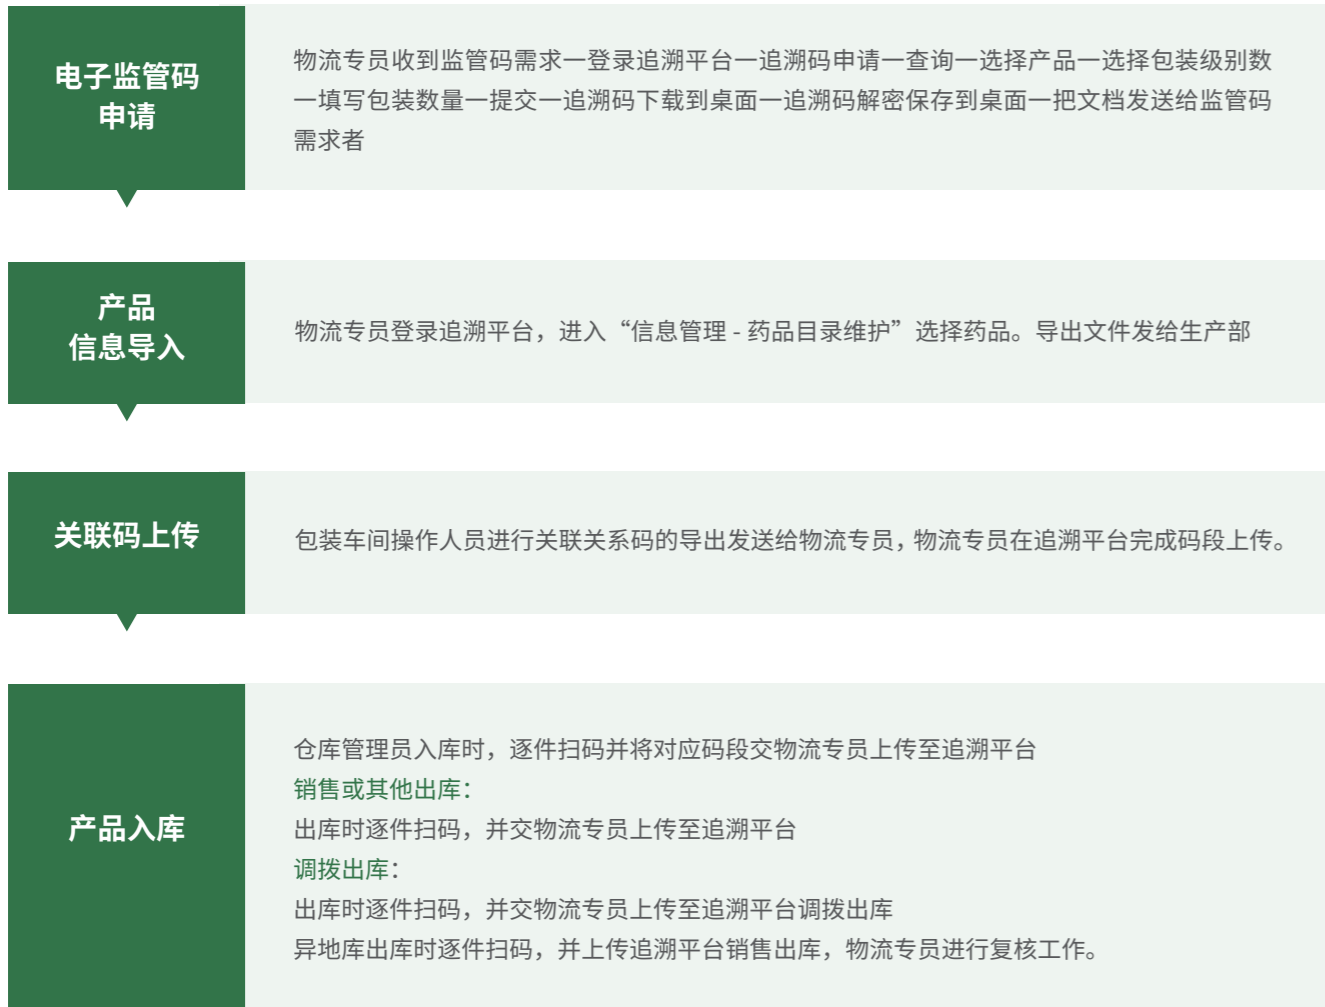 电子监管码
申请
物流专员收到监管码需求一登录追溯平台一追溯码申请一查询一选择产品一选择包装级别数
一填写包装数量一提交一追溯码下载到桌面一追溯码解密保存到桌面一把文档发送给监管码
需求者
产品
信息导入
物流专员登录追溯平台，进入“信息管理 - 药品目录维护”选择药品。导出文件发给生产部
关联码上传
包装车间操作人员进行关联关系码的导出发送给物流专员，物流专员在追溯平台完成码段上传。
产品入库
仓库管理员入库时，逐件扫码并将对应码段交物流专员上传至追溯平台
销售或其他出库：
出库时逐件扫码，并交物流专员上传至追溯平台
调拨出库：
出库时逐件扫码，并交物流专员上传至追溯平台调拨出库
异地库出库时逐件扫码，并上传追溯平台销售出库，物流专员进行复核工作。